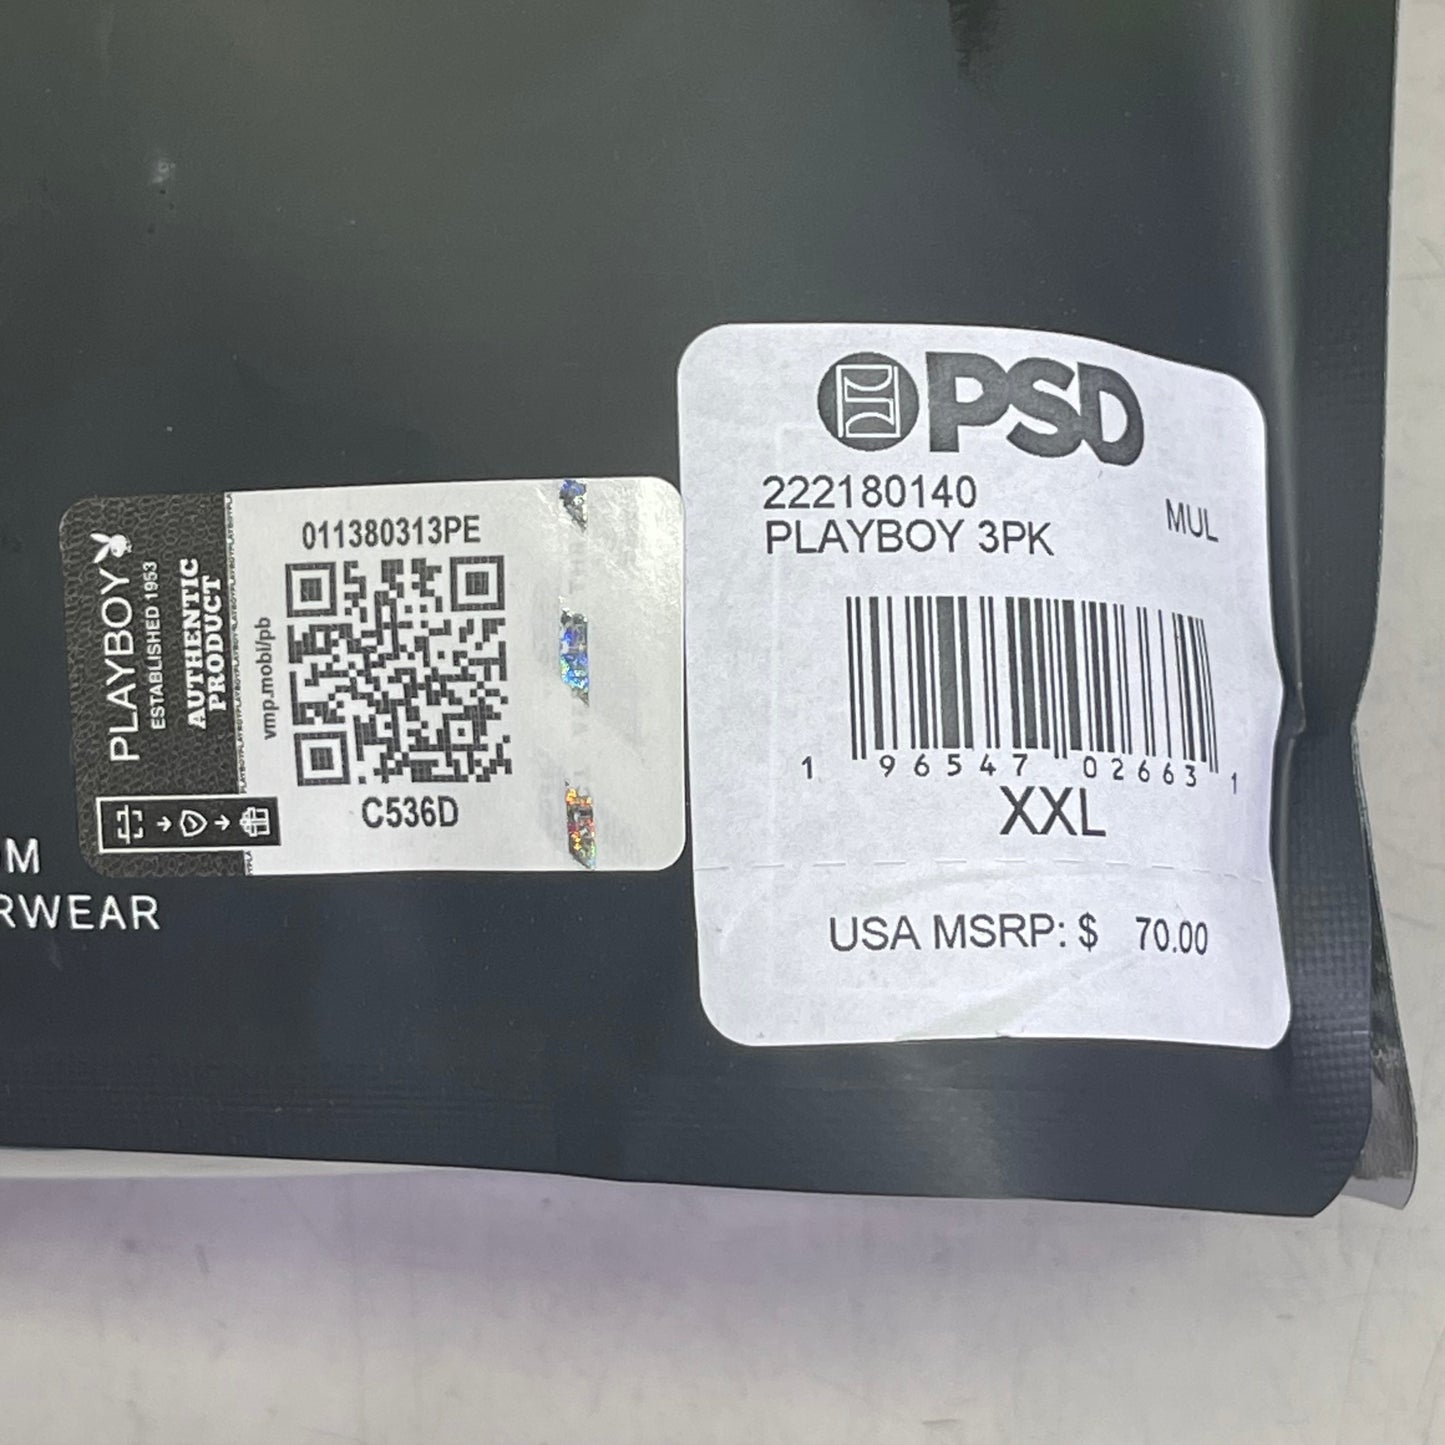 PSD
222180140
PLAYBOY 3PK
MUL
1 96547 02663 1
XXL
USA MSRP: $ 70.00
PLAYBOY
ESTABLISHED 1953
AUTHENTIC
PRODUCT
vmp.mobi/pb
011380313PE
C536D
OM
RWEAR